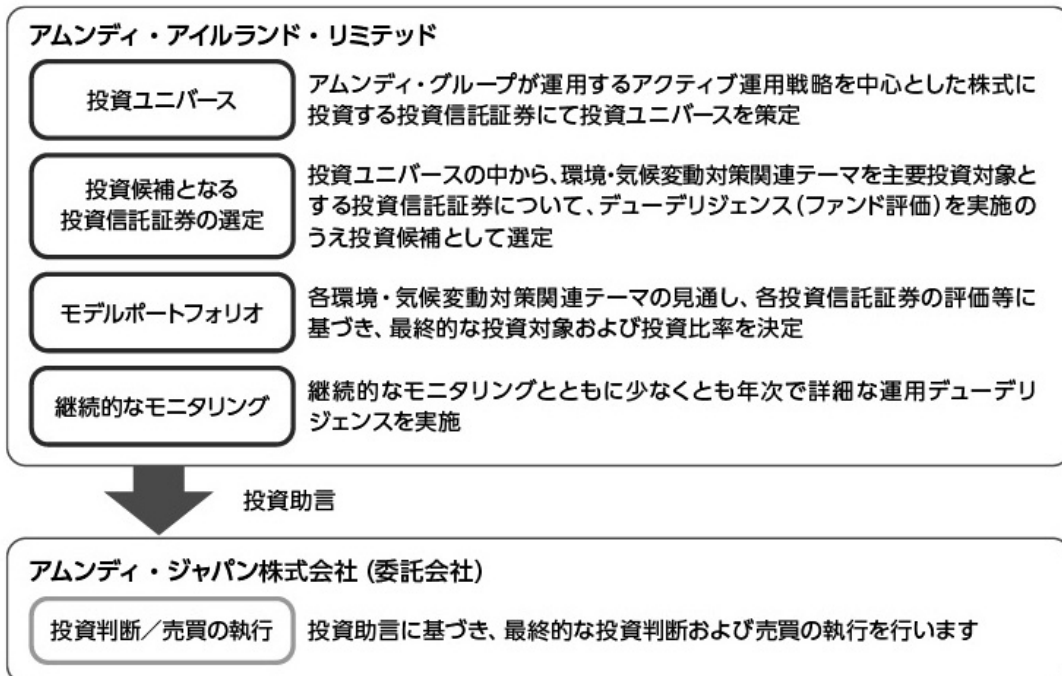 アムンディ・アイルランド・リミテッド
投資ユニバース
アムンディ・グループが運用するアクティブ運用戦略を中心とした株式に
投資する投資信託証券にて投資ユニバースを策定
投資候補となる
投資信託証券の選定
投資ユニバースの中から、環境・気候変動対策関連テーマを主要投資対象と
する投資信託証券について、デューデリジェンス(ファンド評価)を実施の
うえ投資候補として選定
モデルポートフォリオ
各環境・気候変動対策関連テーマの見通し、各投資信託証券の評価等に
基づき、最終的な投資対象および投資比率を決定
継続的なモニタリング
継続的なモニタリングとともに少なくとも年次で詳細な運用デューデリ
ジェンスを実施
投資助言
アムンディ・ジャパン株式会社 (委託会社)
投資判断/売買の執行
投資助言に基づき、最終的な投資判断および売買の執行を行います